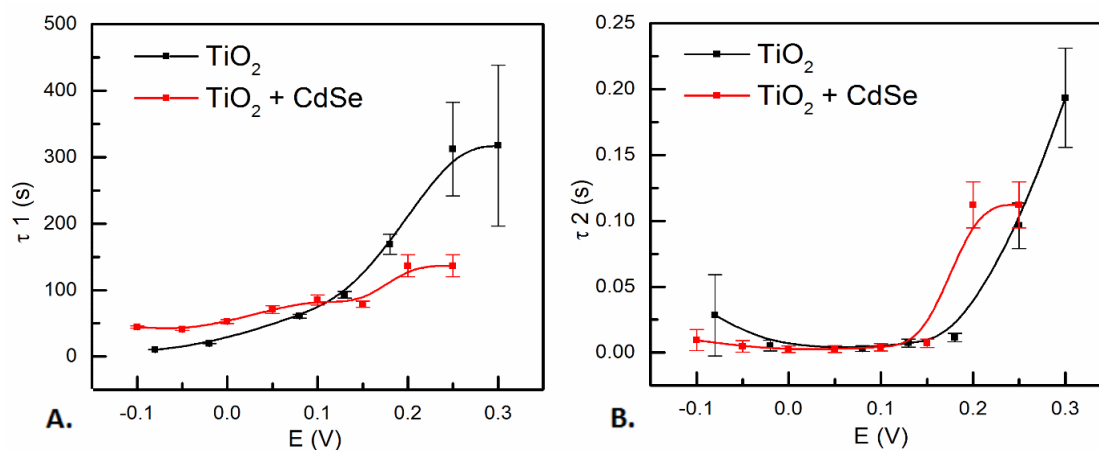 500
400
300
200
100
0
τ 1 (s)
TiO₂
TiO₂ + CdSe
-0.1 0.0 0.1 0.2 0.3
E (V)
A.
0.25
0.20
0.15
0.10
0.05
0.00
τ 2 (s)
TiO₂
TiO₂ + CdSe
-0.1 0.0 0.1 0.2 0.3
E (V)
B.